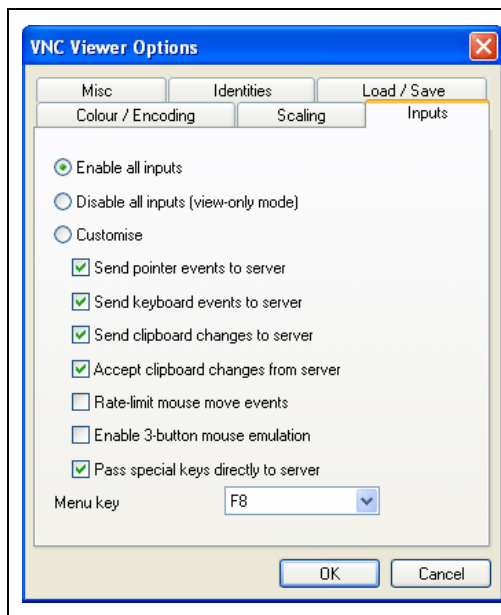 VNC Viewer Options
Misc Identities Load / Save
Colour / Encoding Scaling Inputs
Enable all inputs
Disable all inputs (view-only mode)
Customise
Send pointer events to server
Send keyboard events to server
Send clipboard changes to server
Accept clipboard changes from server
Rate-limit mouse move events
Enable 3-button mouse emulation
Pass special keys directly to server
Menu key F8
OK Cancel